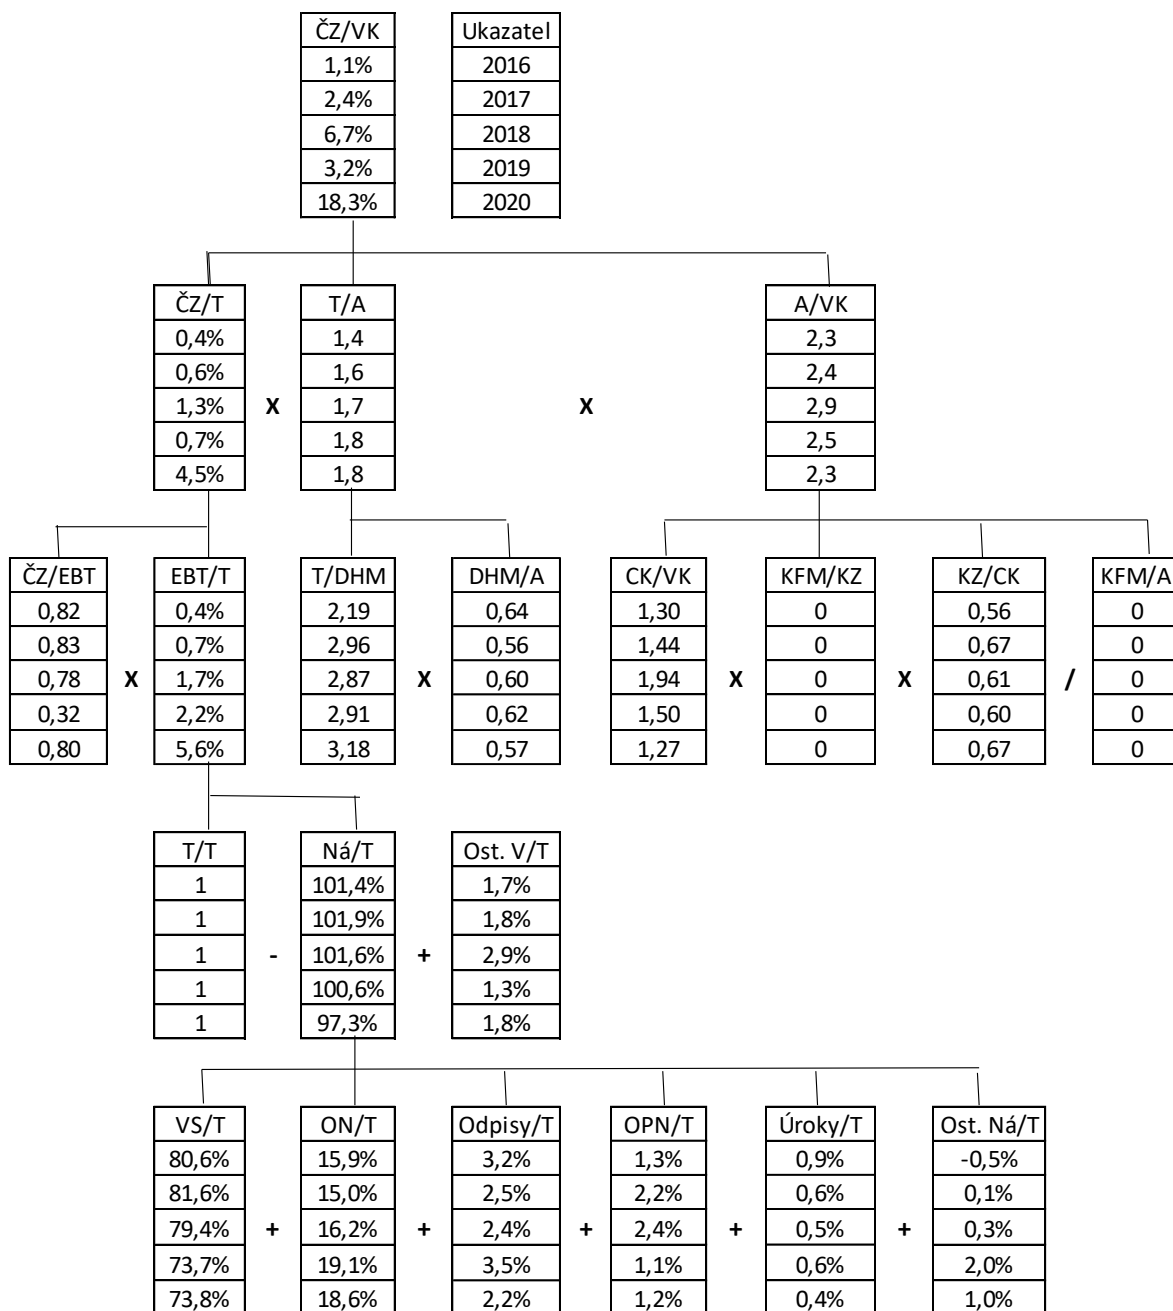 ČZ/VK Ukazatel
1,1% 2016
2,4% 2017
6,7% 2018
3,2% 2019
18,3% 2020
ČZ/T T/A A/VK
0,4% 1,4 2,3
0,6% 1,6 2,4
1,3% X 1,7 X 2,9
0,7% 1,8 2,5
4,5% 1,8 2,3
ČZ/EBT EBT/T T/DHM DHM/A CK/VK KFM/KZ KZ/CK KFM/A
0,82 0,4% 2,19 0,64 1,30 0 0,56 0
0,83 0,7% 2,96 0,56 1,44 0 0,67 0
0,78 X 1,7% 2,87 X 0,60 1,94 X 0 X 0,61 / 0
0,32 2,2% 2,91 0,62 1,50 0 0,60 0
0,80 5,6% 3,18 0,57 1,27 0 0,67 0
T/T Ná/T Ost. V/T
1 101,4% 1,7%
1 101,9% 1,8%
1 - 101,6% + 2,9%
1 100,6% 1,3%
1 97,3% 1,8%
VS/T ON/T Odpisy/T OPN/T Úroky/T Ost. Ná/T
80,6% 15,9% 3,2% 1,3% 0,9% -0,5%
81,6% 15,0% 2,5% 2,2% 0,6% 0,1%
79,4% + 16,2% + 2,4% + 2,4% + 0,5% + 0,3%
73,7% 19,1% 3,5% 1,1% 0,6% 2,0%
73,8% 18,6% 2,2% 1,2% 0,4% 1,0%